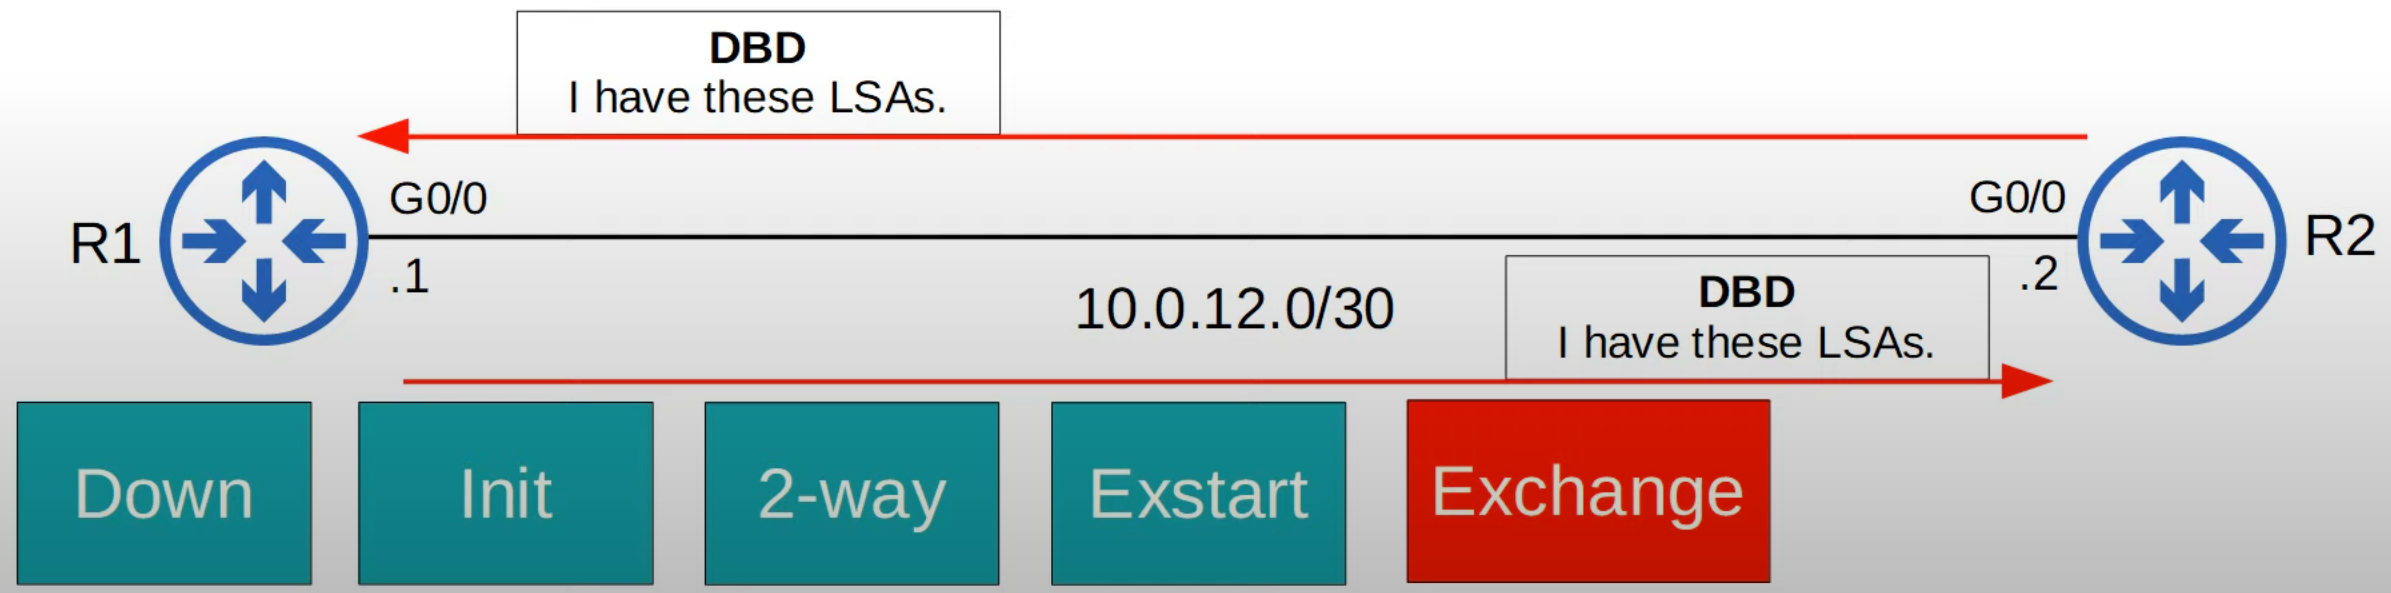 DBD
I have these LSAs.
G0/0
G0/0
R1
R2
.1
.2
10.0.12.0/30
DBD
I have these LSAs.
Down
Init
2-way
Exstart
Exchange